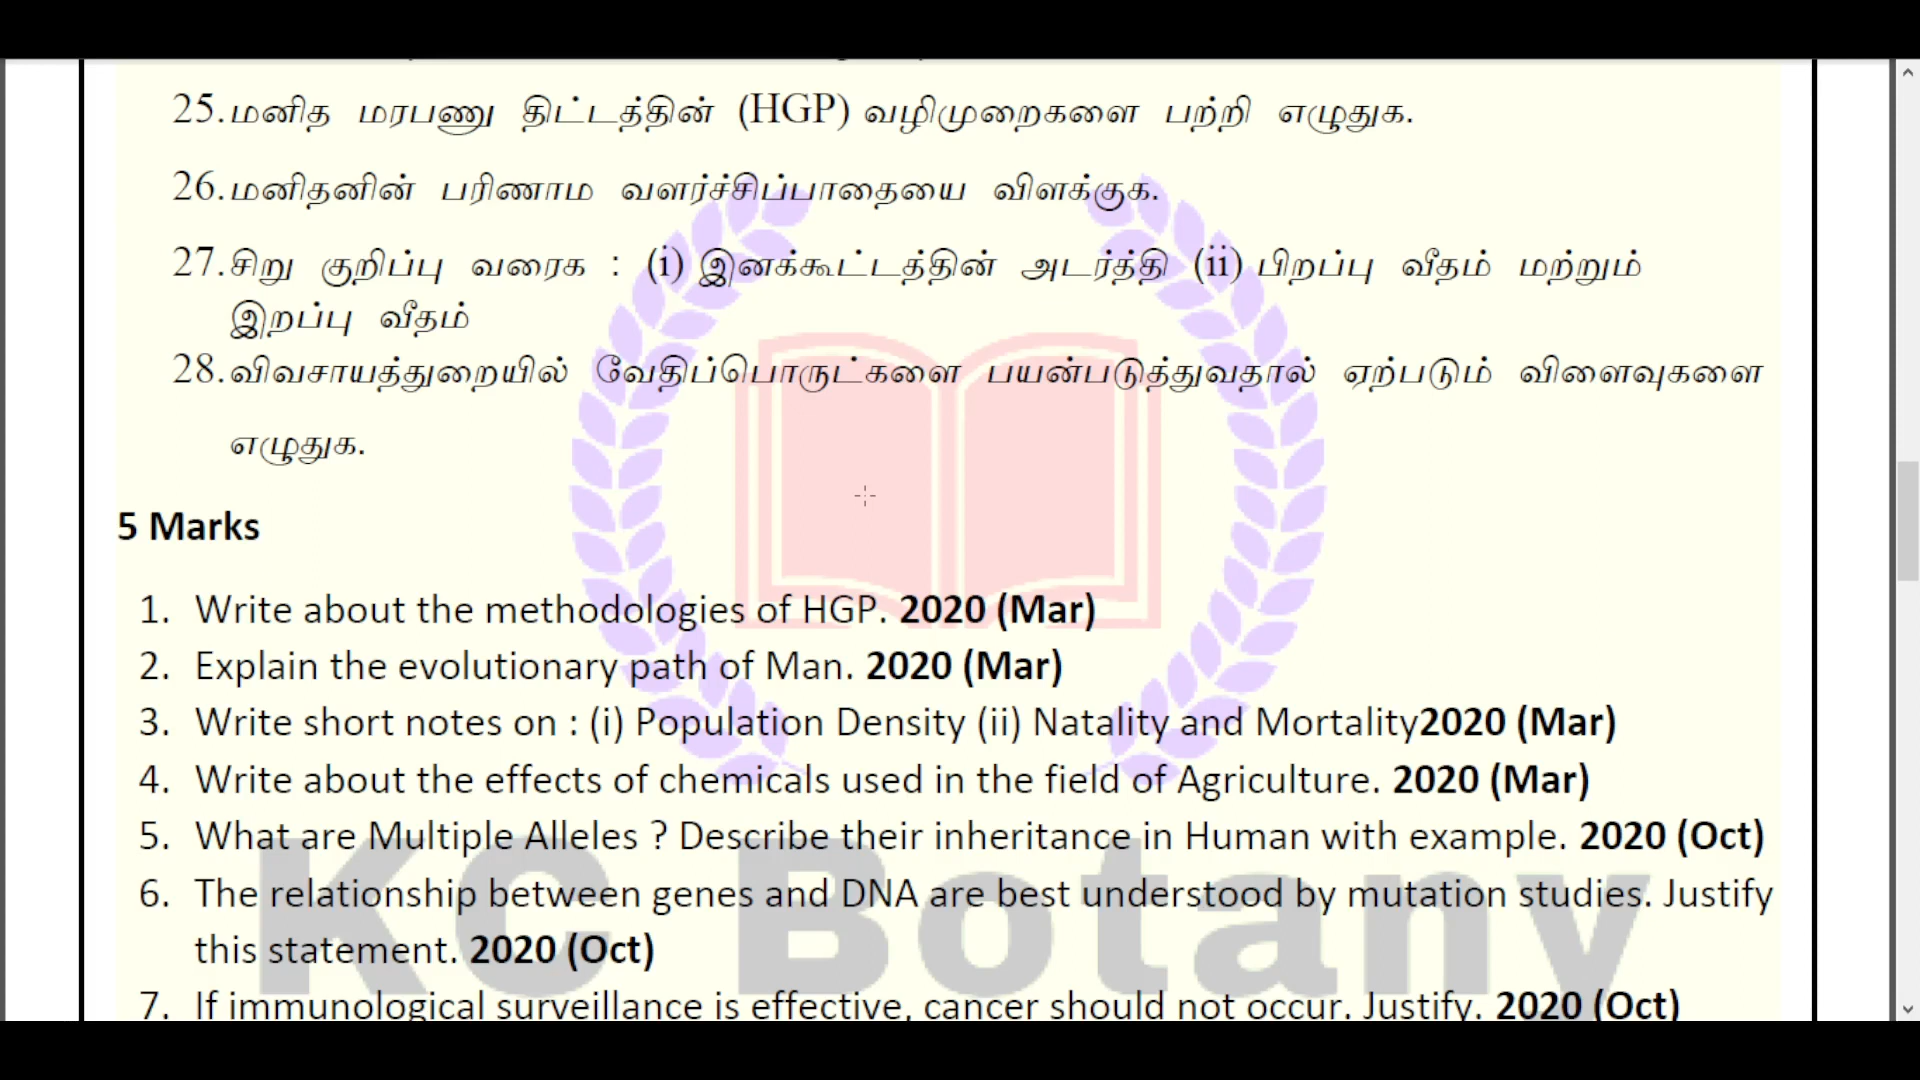 25.மனித மரபணு திட்டத்தின் (HGP) வழிமுறைகளை பற்றி எழுதுக.
26.மனிதனின் பரிணாம வளர்ச்சிப்பாதையை விளக்குக.
27.சிறு குறிப்பு வரைக : (i) இனக்கூட்டத்தின் அடர்த்தி (ii) பிறப்பு வீதம் மற்றும்
இறப்பு வீதம்
28.விவசாயத்துறையில் வேதிப்பொருட்களை பயன்படுத்துவதால் ஏற்படும் விளைவுகளை
எழுதுக.
5 Marks
1. Write about the methodologies of HGP. 2020 (Mar)
2. Explain the evolutionary path of Man. 2020 (Mar)
3. Write short notes on : (i) Population Density (ii) Natality and Mortality2020 (Mar)
4. Write about the effects of chemicals used in the field of Agriculture. 2020 (Mar)
5. What are Multiple Alleles ? Describe their inheritance in Human with example. 2020 (Oct)
6. The relationship between genes and DNA are best understood by mutation studies. Justify
this statement. 2020 (Oct)
7. If immunological surveillance is effective, cancer should not occur. Justify. 2020 (Oct)
KC Botany